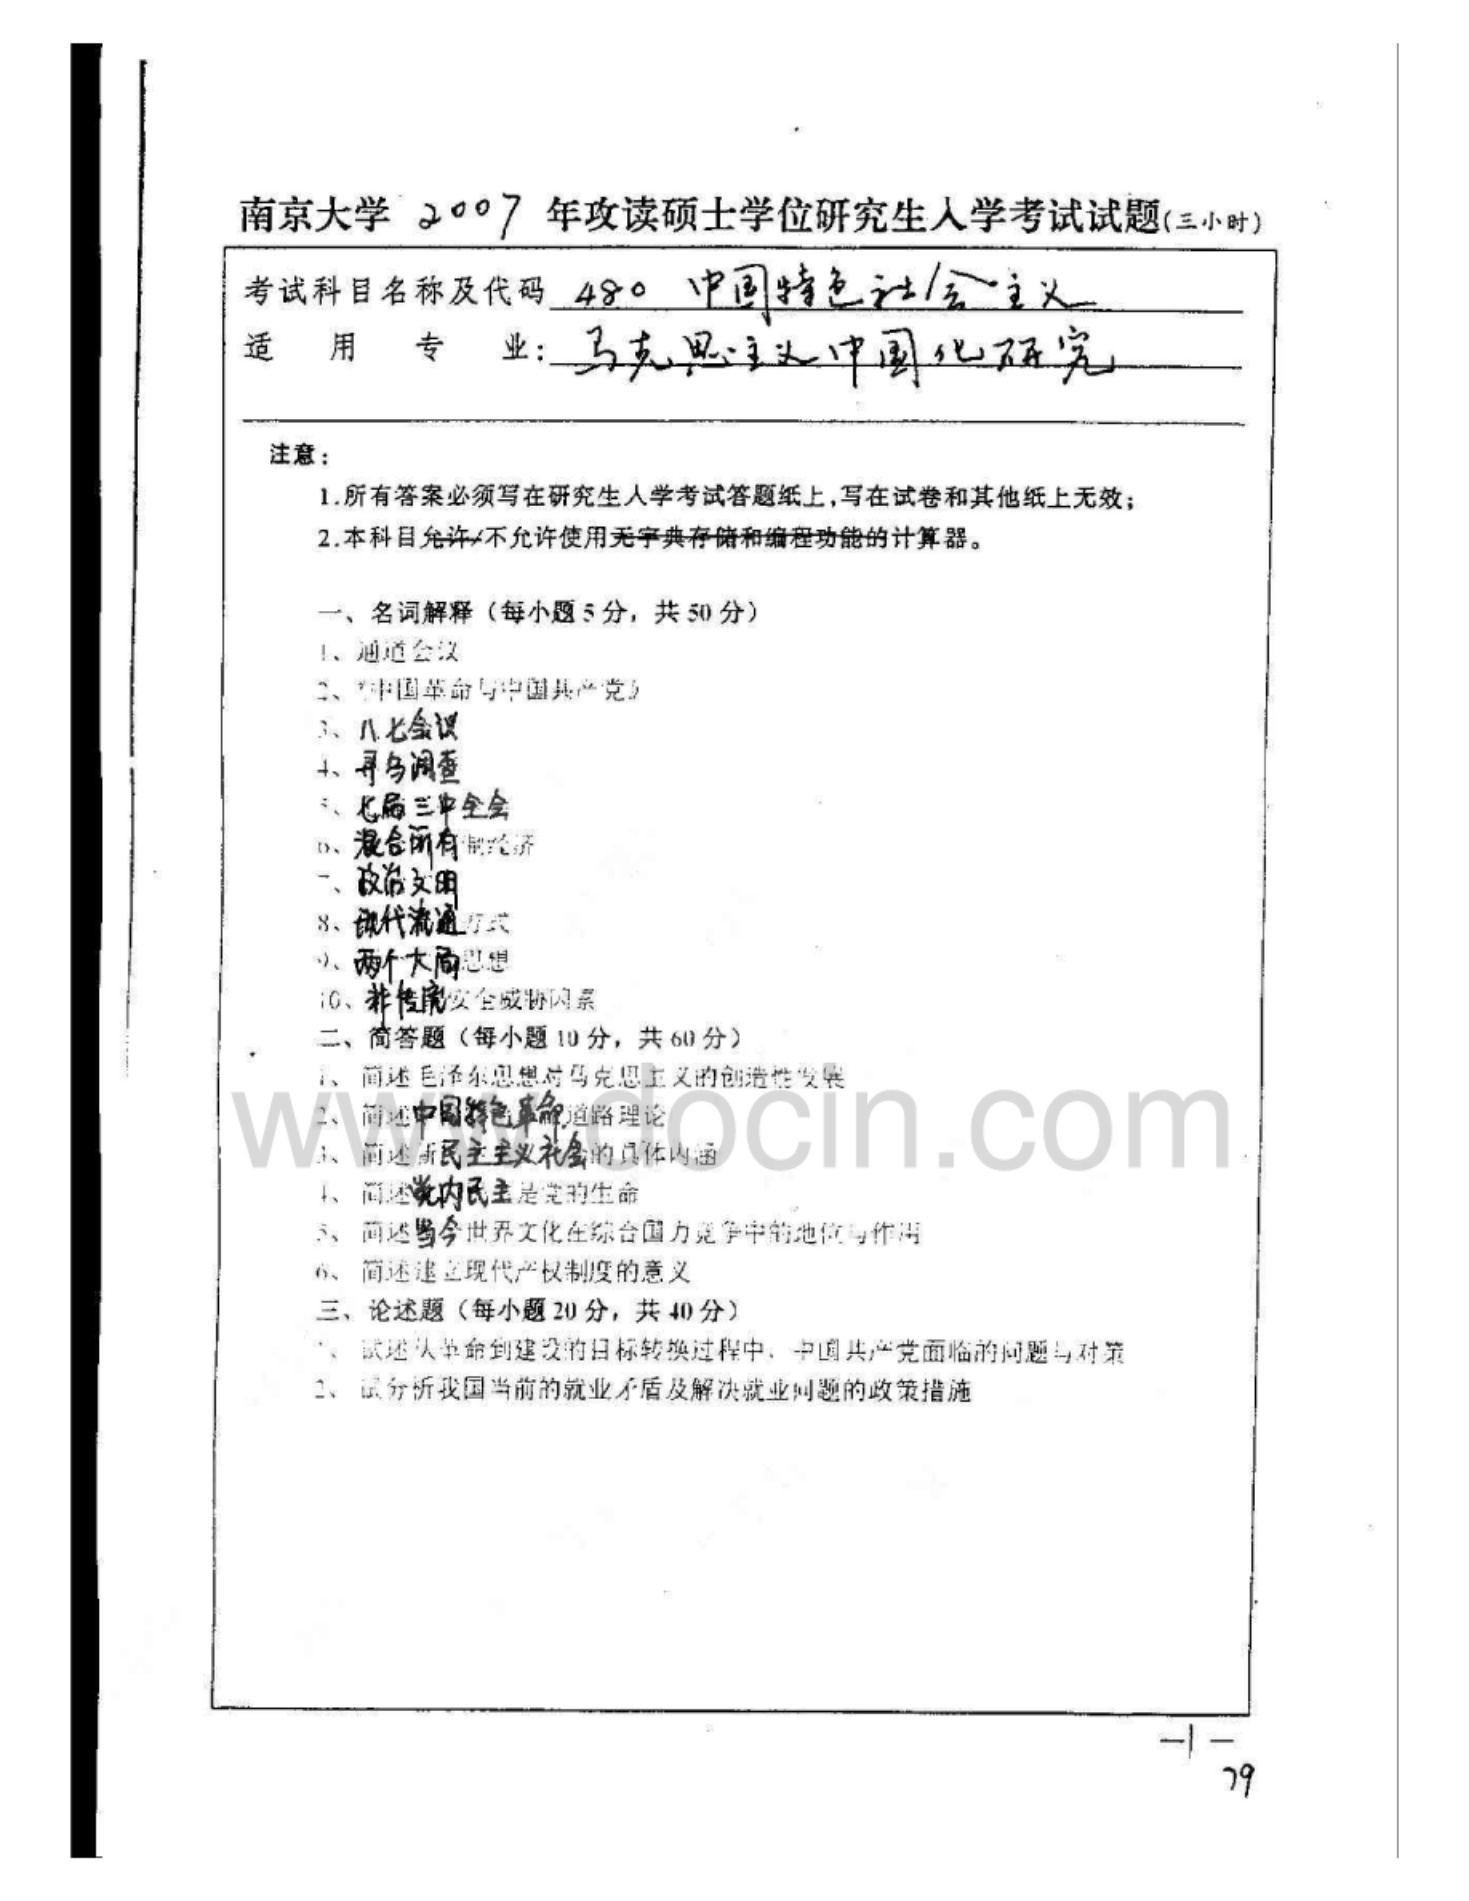 南京大学 2007 年攻读硕士学位研究生入学考试试题(三小时)
考试科目名称及代码 480 中国特色社会主义
适用专业: 马克思主义中国化研究
注意:
1.所有答案必须写在研究生入学考试答题纸上,写在试卷和其他纸上无效;
2.本科目允许/不允许使用无字典存储和编程功能的计算器。
一、名词解释（每小题5分，共50分）
1、通道会议
2、《中国革命与中国共产党》
3、八七会议
4、寻乌调查
5、七届三中全会
6、混合所有制经济
7、政治文明
8、现代流通方式
9、两个大局思想
10、非传统安全威胁因素
二、简答题（每小题10分，共60分）
1、简述毛泽东思想对马克思主义的创造性发展
2、简述中国特色革命道路理论
3、简述新民主主义社会的具体内涵
4、简述党内民主是党的生命
5、简述当今世界文化在综合国力竞争中的地位与作用
6、简述建立现代产权制度的意义
三、论述题（每小题20分，共40分）
1、试述从革命到建设的目标转换过程中，中国共产党面临的问题与对策
2、试分析我国当前的就业矛盾及解决就业问题的政策措施
www.docin.com
-1-
79